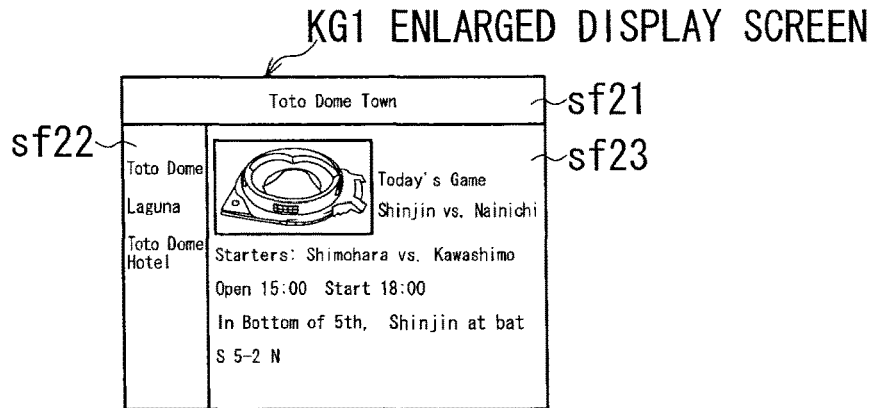 KG1 ENLARGED DISPLAY SCREEN
Toto Dome Town
sf21
sf22
sf23
Toto Dome
Laguna
Toto Dome
Hotel
Today's Game
Shinjin vs. Nainichi
Starters: Shimohara vs. Kawashimo
Open 15:00 Start 18:00
In Bottom of 5th, Shinjin at bat
S 5-2 N